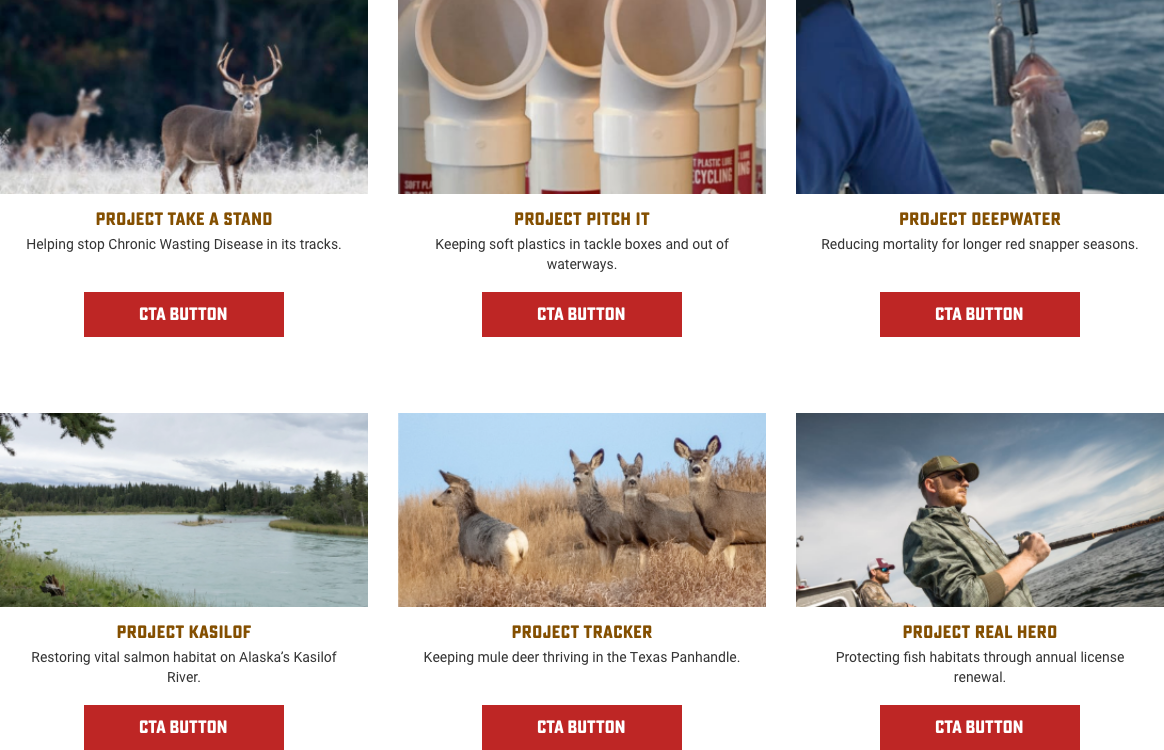 PROJECT TAKE A STAND
Helping stop Chronic Wasting Disease in its tracks.
CTA BUTTON
PLASTIC LURE
CYCLING
PROJECT PITCH IT
Keeping soft plastics in tackle boxes and out of
waterways.
CTA BUTTON
PROJECT DEEPWATER
Reducing mortality for longer red snapper seasons.
CTA BUTTON
PROJECT KASILOF
Restoring vital salmon habitat on Alaska’s Kasilof
River.
CTA BUTTON
PROJECT TRACKER
Keeping mule deer thriving in the Texas Panhandle.
CTA BUTTON
PROJECT REAL HERO
Protecting fish habitats through annual license
renewal.
CTA BUTTON